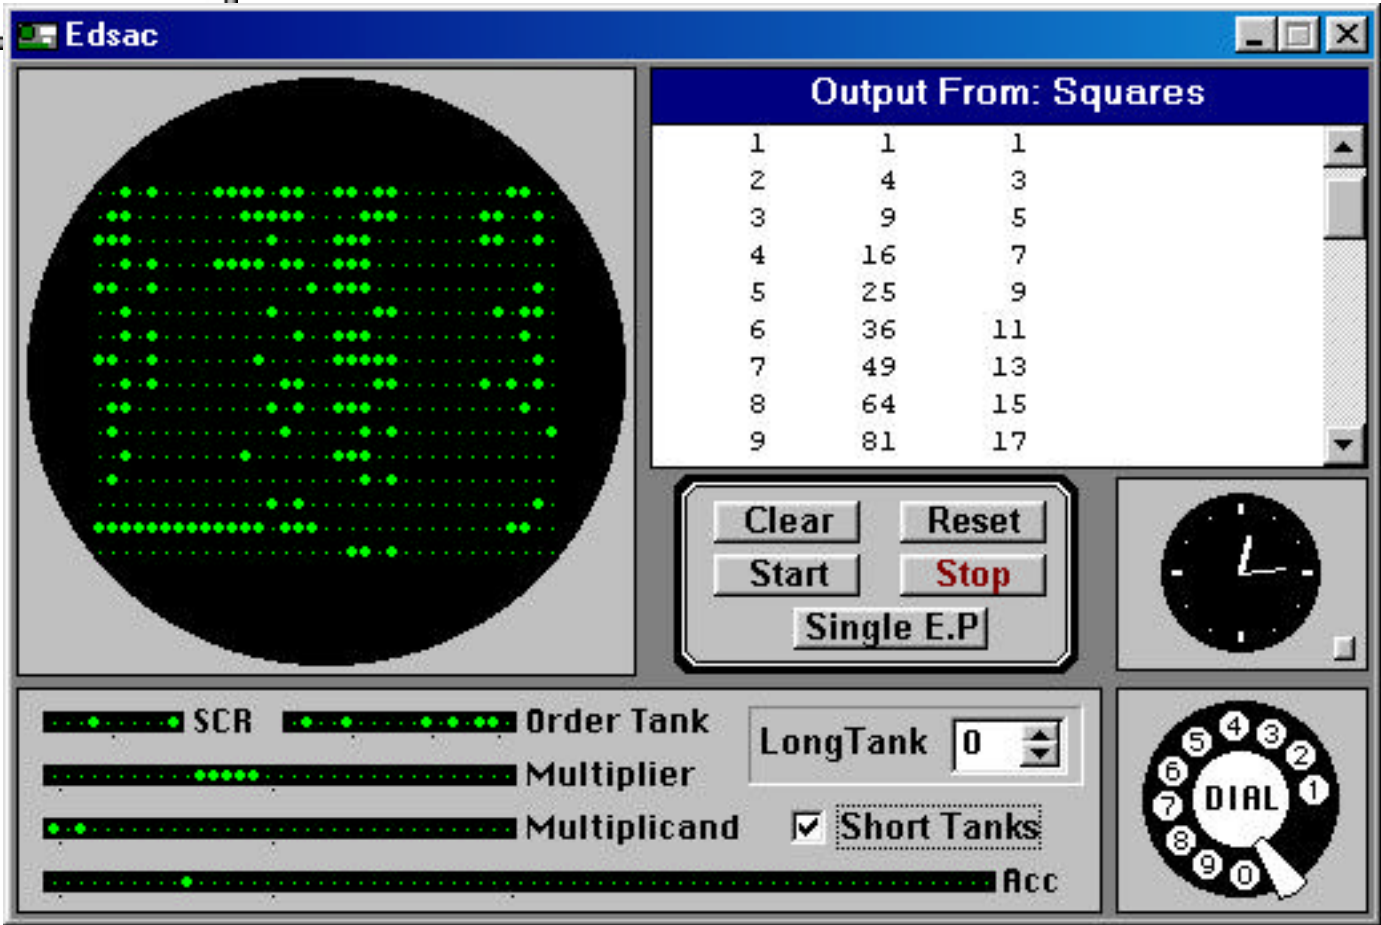 Edsac
Output From: Squares
1 1 1
2 4 3
3 9 5
4 16 7
5 25 9
6 36 11
7 49 13
8 64 15
9 81 17
Clear Reset
Start Stop
Single E.P
SCR Order Tank
Multiplier
Multiplicand
Acc
LongTank 0
Short Tanks
4 3
5 2
6 1
7 DIAL
8
9 0